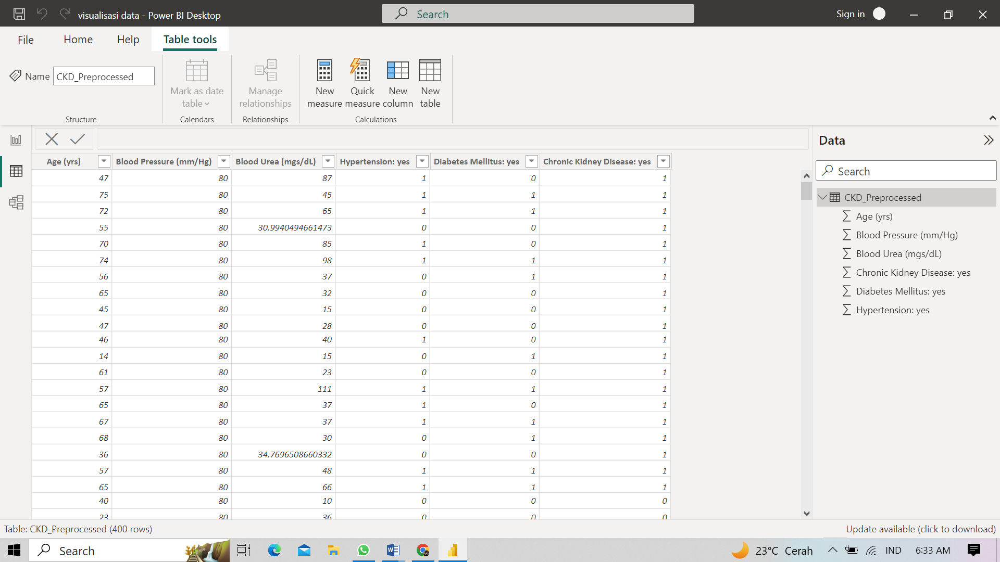 visualisasi data - Power BI Desktop
Search
Sign in
File Home Help Table tools
Name CKD_Preprocessed
Mark as date table
Manage relationships
New measure
Quick measure
New column
New table
Structure Calendars Relationships Calculations
Data
Search
CKD_Preprocessed
Age (yrs)
Blood Pressure (mm/Hg)
Blood Urea (mgs/dL)
Chronic Kidney Disease: yes
Diabetes Mellitus: yes
Hypertension: yes
Age (yrs) Blood Pressure (mm/Hg) Blood Urea (mgs/dL) Hypertension: yes Diabetes Mellitus: yes Chronic Kidney Disease: yes
47 80 87 1 0 1
75 80 45 1 1 1
72 80 65 1 1 1
55 80 30.9940494661473 0 0 1
70 80 85 1 0 1
74 80 98 1 1 1
56 80 37 0 1 1
65 80 32 0 0 1
45 80 15 0 0 1
47 80 28 0 0 1
46 80 40 1 0 1
14 80 15 0 1 1
61 80 23 0 0 1
57 80 111 1 1 1
65 80 37 1 0 1
67 80 37 1 1 1
68 80 30 0 1 1
36 80 34.7696508660332 0 0 1
57 80 48 1 1 1
65 80 66 1 1 1
40 80 10 0 0 0
23 80 36 0 0 0
Table: CKD_Preprocessed (400 rows)
Update available (click to download)
Search
23°C Cerah
IND
6:33 AM